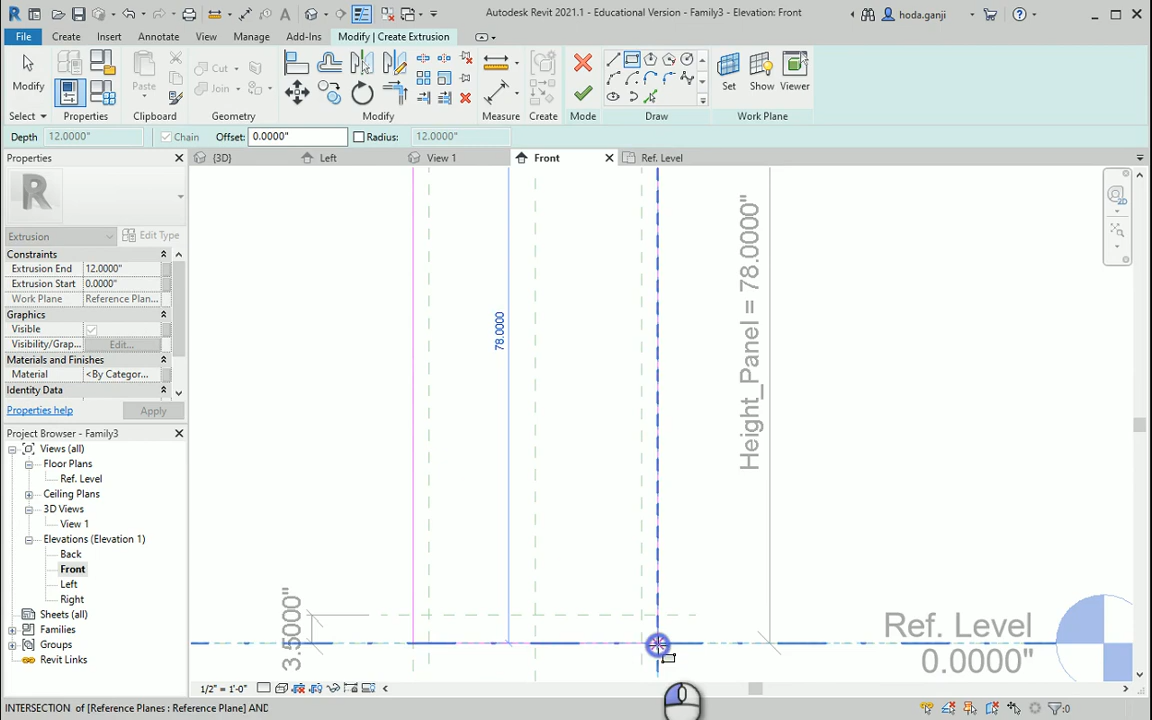 Autodesk Revit 2021.1 - Educational Version - Family3 - Elevation: Front
hoda.ganji
File Create Insert Annotate View Manage Add-Ins Modify | Create Extrusion
Modify Paste Cut Join Measure Create Mode Set Show Viewer
Select Properties Clipboard Geometry Modify Measure Create Mode Draw Work Plane
Depth 12.0000" Chain Offset: 0.0000" Radius: 12.0000"
Properties {3D} Left View 1 Front Ref. Level
Extrusion Edit Type
Constraints
Extrusion End 12.0000"
Extrusion Start 0.0000"
Work Plane Reference Plan...
Graphics
Visible
Visibility/Grap... Edit...
Materials and Finishes
Material <By Categor...
Identity Data
Properties help Apply
Project Browser - Family3
Views (all)
Floor Plans
Ref. Level
Ceiling Plans
3D Views
View 1
Elevations (Elevation 1)
Back
Front
Left
Right
Sheets (all)
Families
Groups
Revit Links
78.0000
Height_Panel = 78.0000"
3.5000"
Ref. Level
0.0000"
1/2" = 1'-0"
INTERSECTION of [Reference Planes : Reference Plane] AND
:0